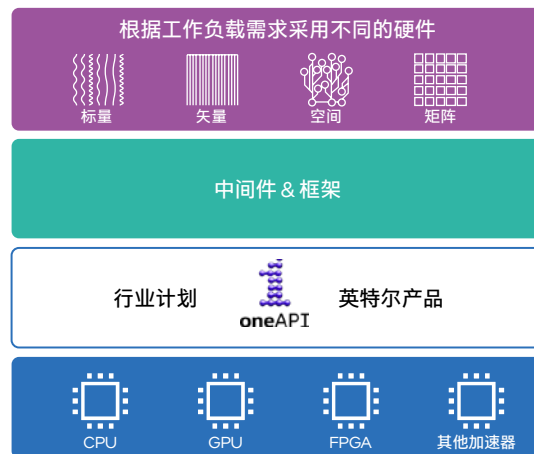 根据工作负载需求采用不同的硬件
标量 矢量 空间 矩阵
中间件 & 框架
行业计划 oneAPI 英特尔产品
CPU GPU FPGA 其他加速器